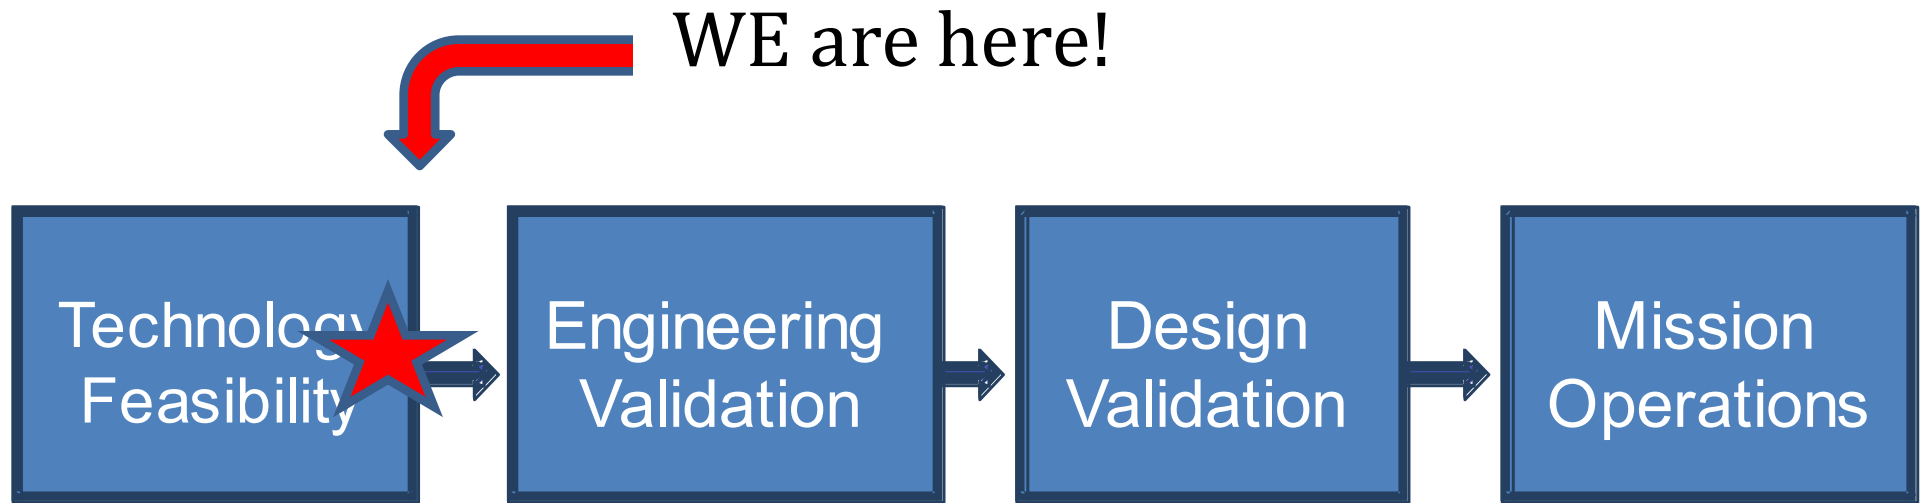 WE are here!
Technology
Feasibility
Engineering
Validation
Design
Validation
Mission
Operations